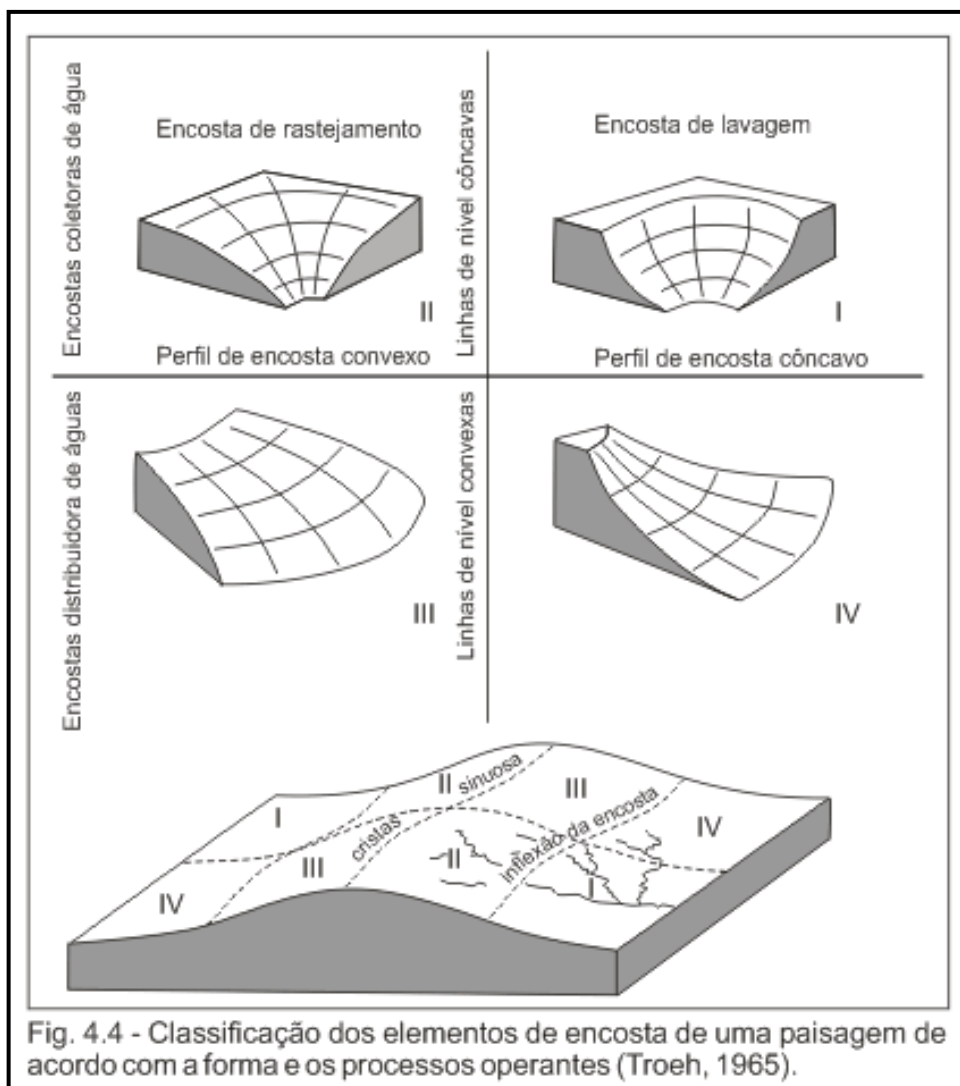 Encostas coletoras de água
Encosta de rastejamento
II
Perfil de encosta convexo
Linhas de nível côncavas
Encosta de lavagem
I
Perfil de encosta côncavo
Encostas distribuidora de águas
III
Linhas de nível convexas
IV
I
II
sinuosa
III
cristas
III
inflexão da encosta
IV
II
I
IV
Fig. 4.4 - Classificação dos elementos de encosta de uma paisagem de
acordo com a forma e os processos operantes (Troeh, 1965).